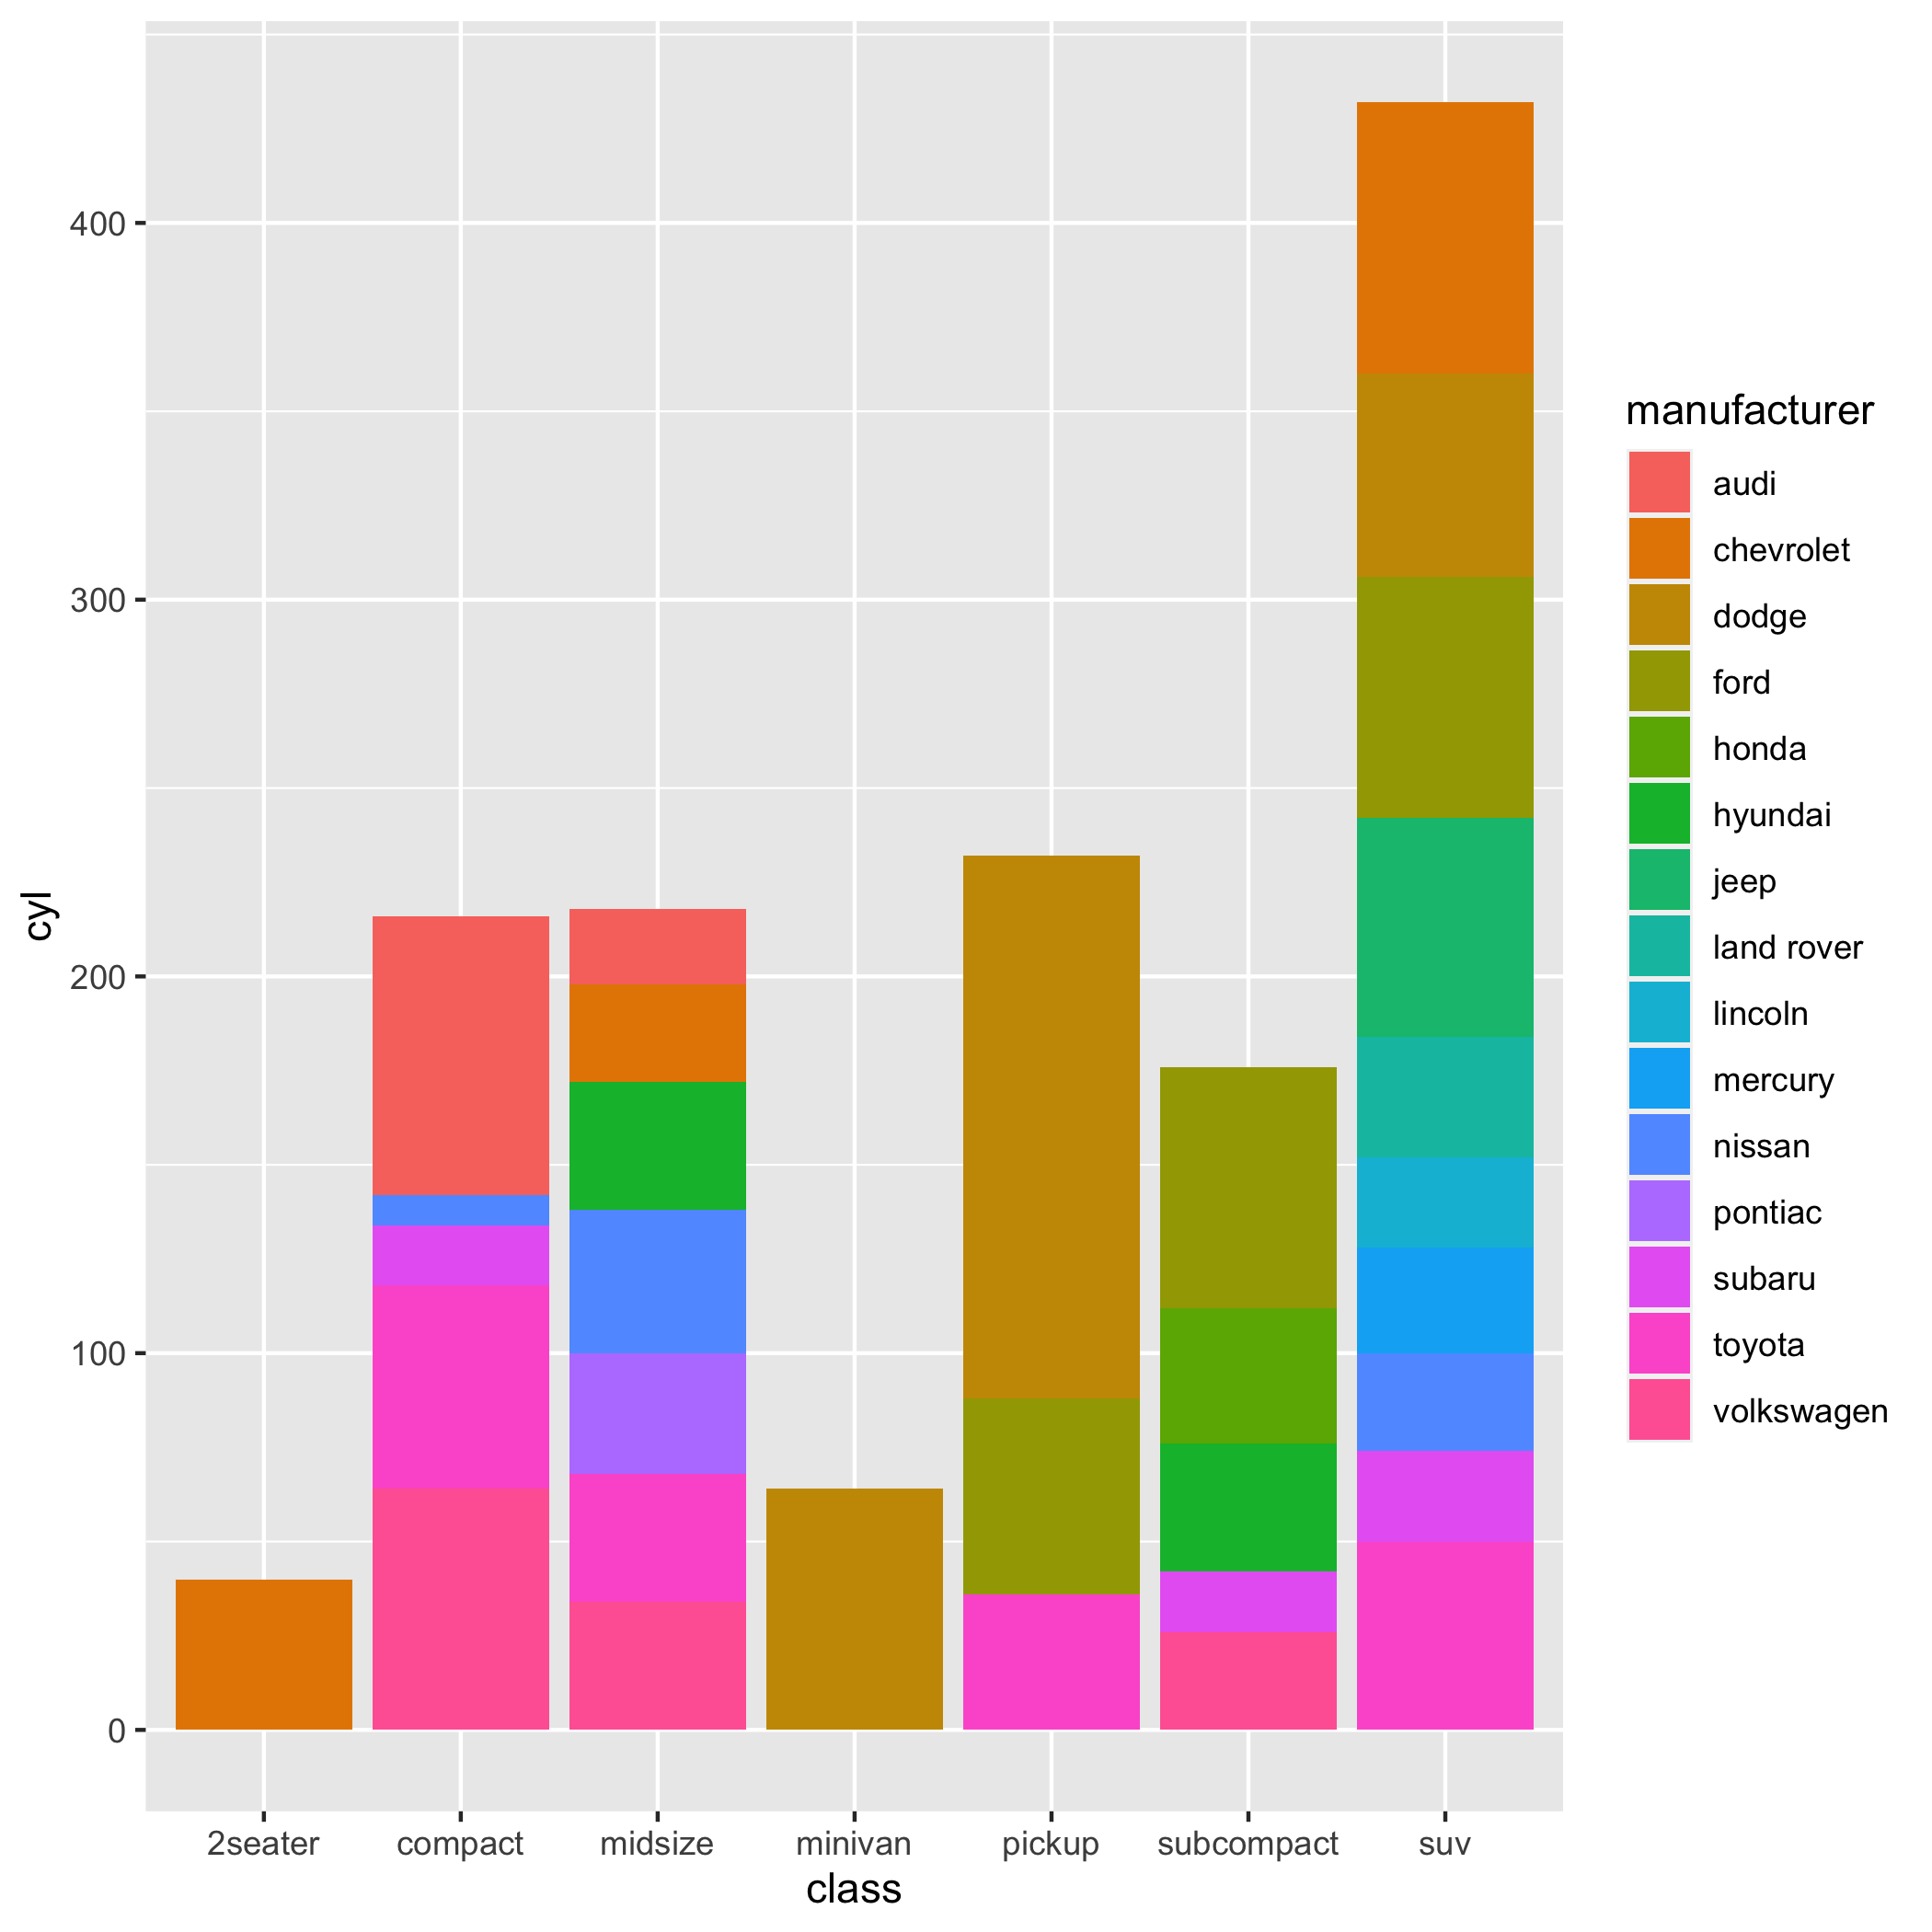 400
300
200
100
0
cyl
2seater compact midsize minivan pickup subcompact suv
class
manufacturer
audi
chevrolet
dodge
ford
honda
hyundai
jeep
land rover
lincoln
mercury
nissan
pontiac
subaru
toyota
volkswagen